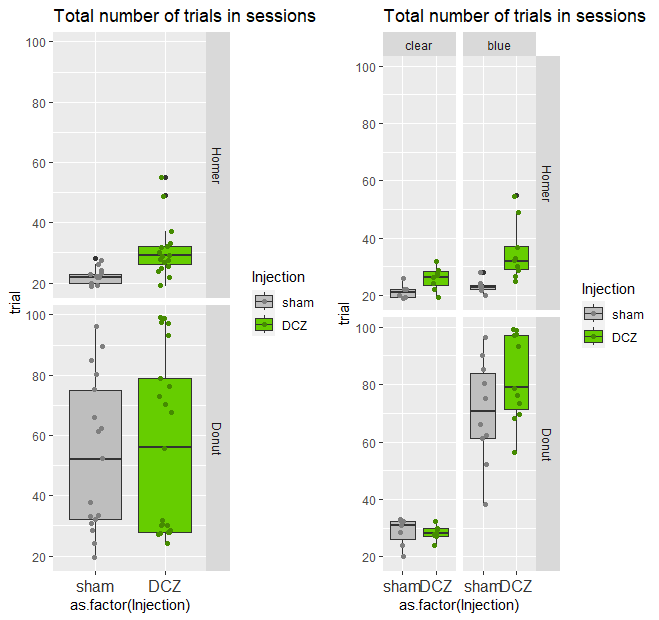 Total number of trials in sessions
100
80
60
40
20
Homer
100
80
60
40
20
Donut
trial
sham
DCZ
as.factor(Injection)
Injection
sham
DCZ
Total number of trials in sessions
clear
blue
100
80
60
40
20
Homer
100
80
60
40
20
Donut
trial
sham
DCZ
sham
DCZ
as.factor(Injection)
Injection
sham
DCZ